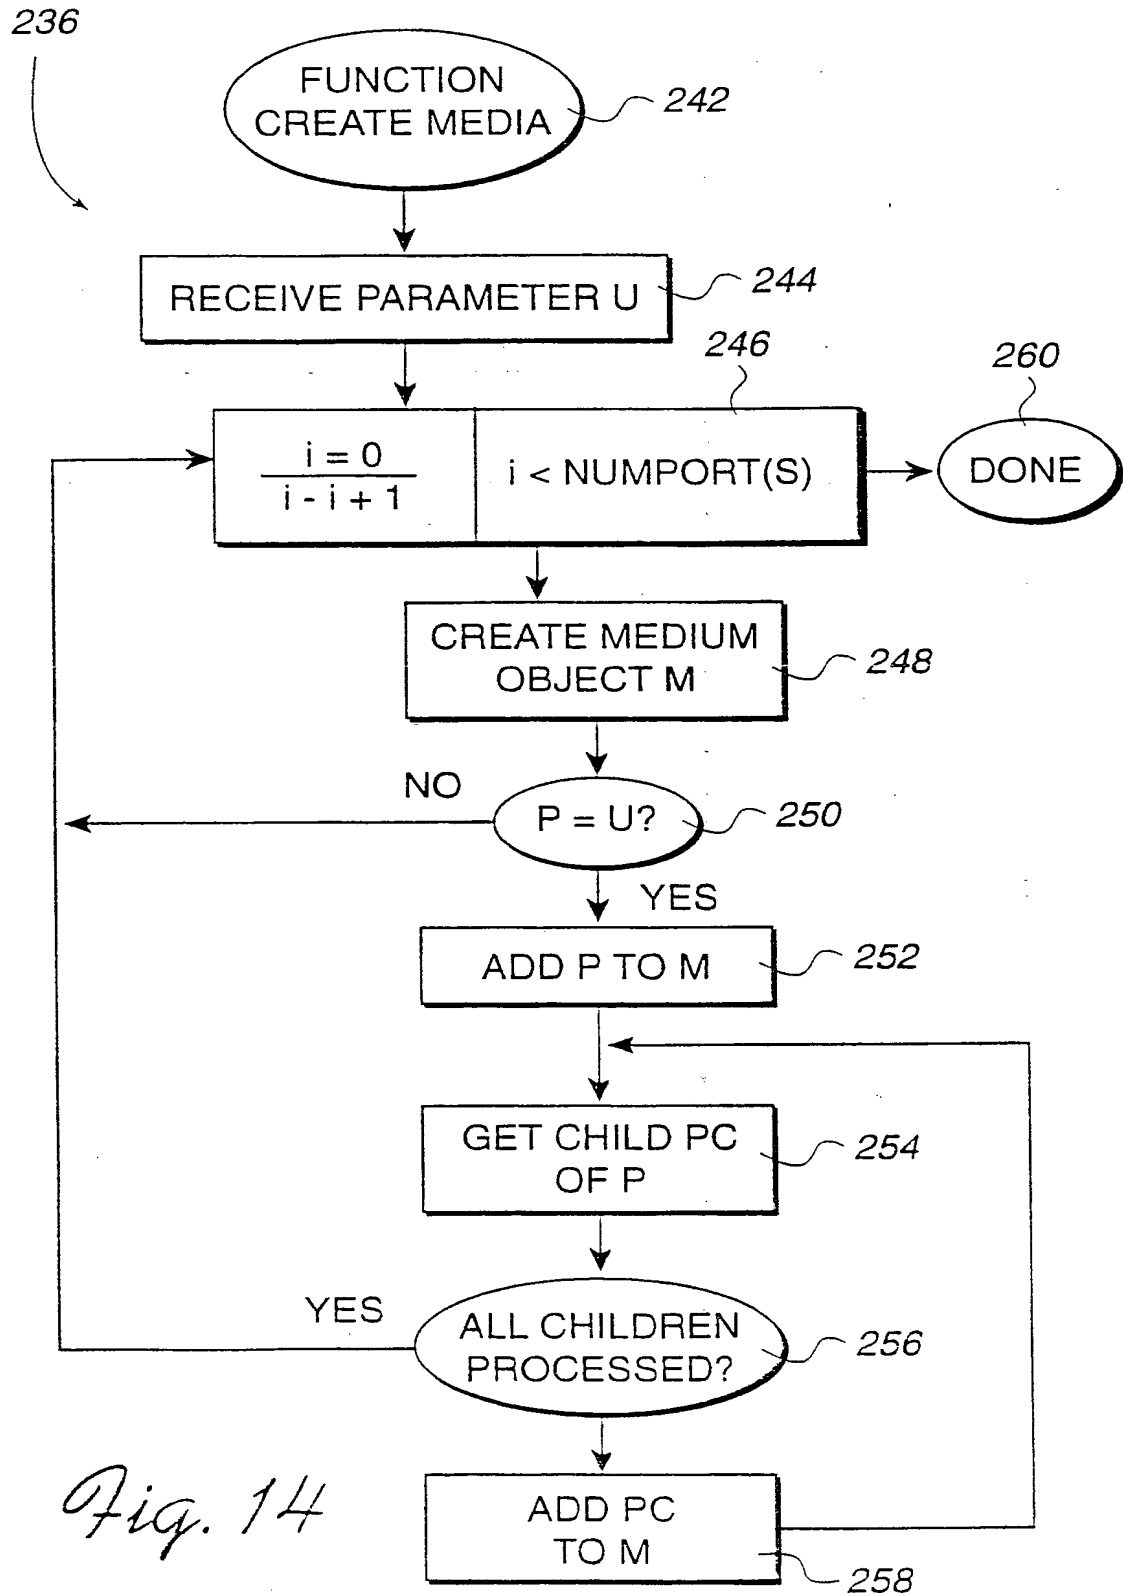 236
FUNCTION
CREATE MEDIA
242
RECEIVE PARAMETER U
244
246
260
i = 0
i - i + 1
i < NUMPORT(S)
DONE
CREATE MEDIUM
OBJECT M
248
NO
P = U?
250
YES
ADD P TO M
252
GET CHILD PC
OF P
254
YES
ALL CHILDREN
PROCESSED?
256
ADD PC
TO M
258
Fig. 14